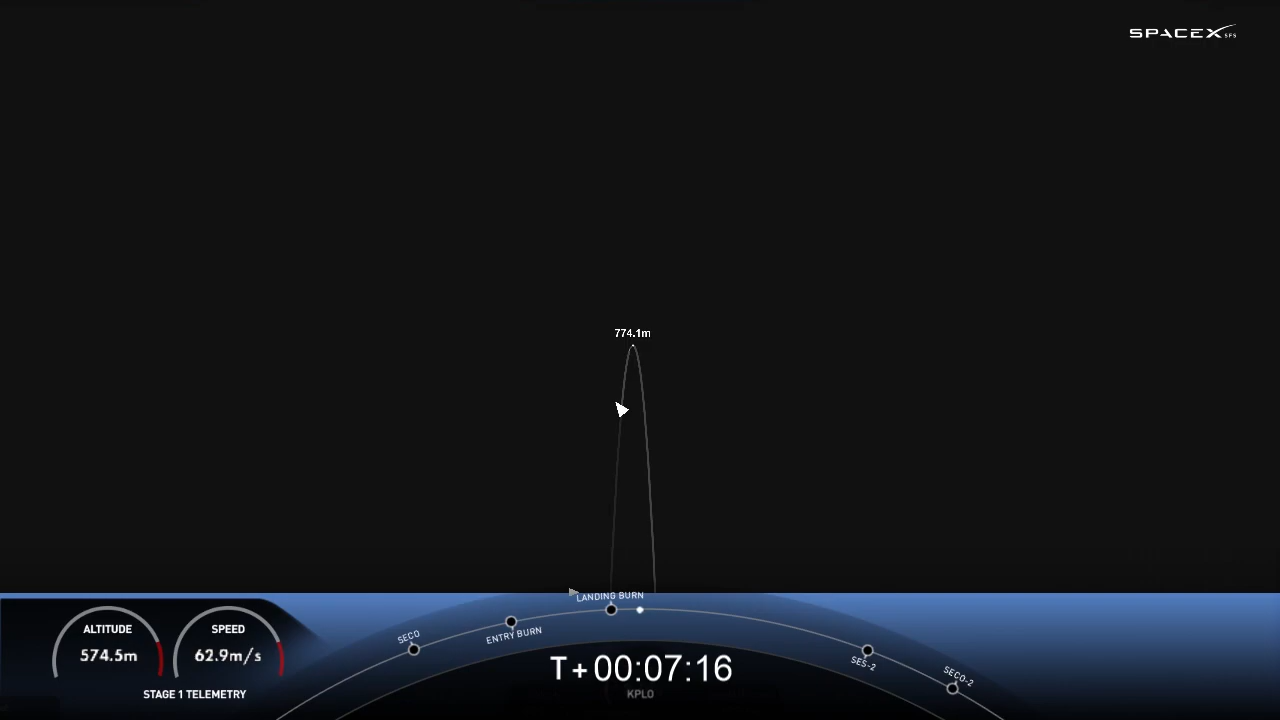 SPACEX SFS
774.1m
LANDING BURN
SECO
ENTRY BURN
SES-2
SECO-2
ALTITUDE
574.5m
SPEED
62.9m/s
STAGE 1 TELEMETRY
T+00:07:16
KPLO